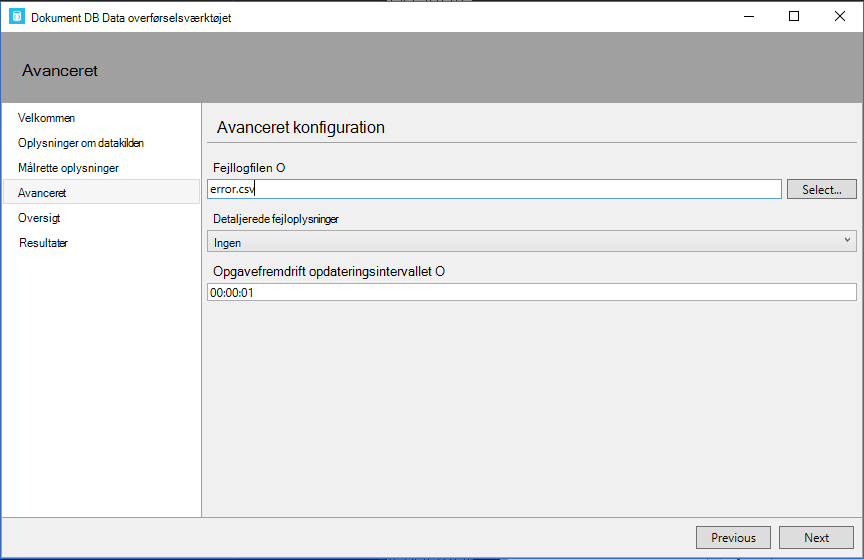 Dokument DB Data overførselsværktøjet
Avanceret
Velkommen
Oplysninger om datakilden
Målrette oplysninger
Avanceret
Oversigt
Resultater
Avanceret konfiguration
Fejllogfilen O
error.csv
Select...
Detaljerede fejloplysninger
Ingen
Opgavefremdrift opdateringsintervallet O
00:00:01
Previous
Next